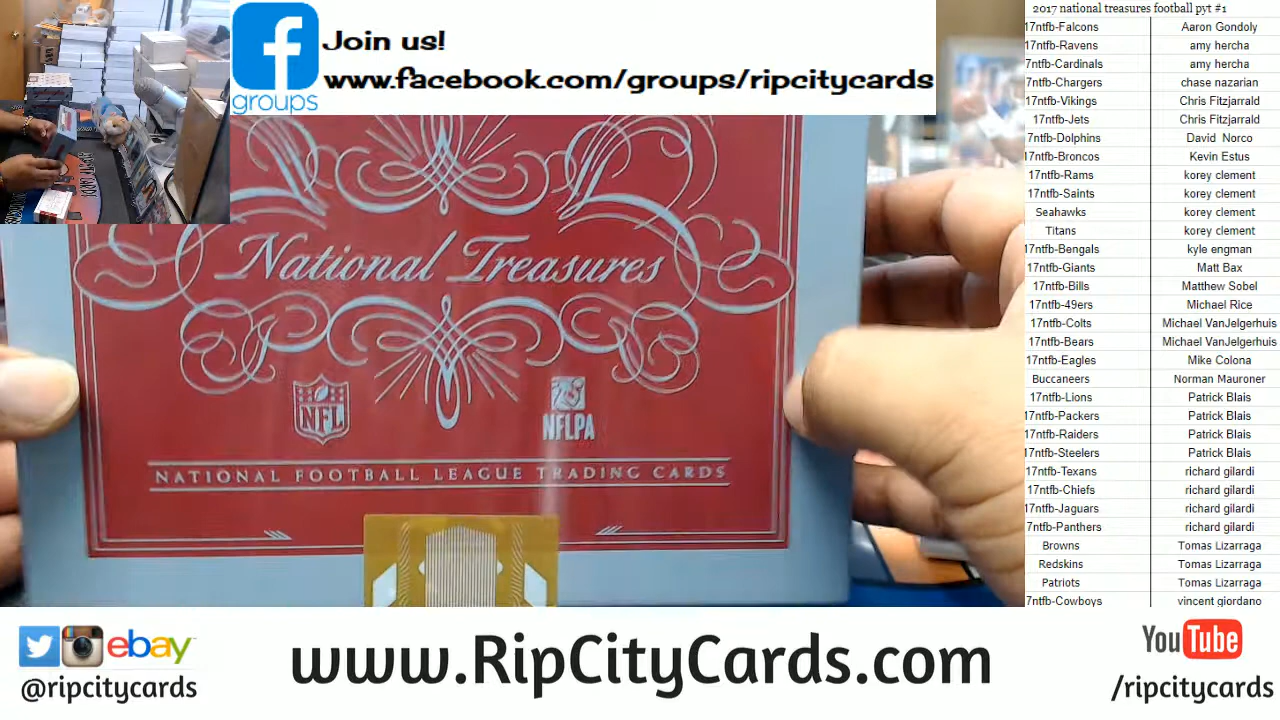 2017 national treasures football pyt #1
Join us!
www.facebook.com/groups/ripcitycards
groups
17ntfb-Falcons Aaron Gondoly
17ntfb-Ravens amy hercha
7ntfb-Cardinals amy hercha
7ntfb-Chargers chase nazarian
17ntfb-Vikings Chris Fitzjarrald
17ntfb-Jets Chris Fitzjarrald
7ntfb-Dolphins David Norco
17ntfb-Broncos Kevin Estus
17ntfb-Rams korey clement
17ntfb-Saints korey clement
Seahawks korey clement
Titans korey clement
17ntfb-Bengals kyle engman
17ntfb-Giants Matt Bax
17ntfb-Bills Matthew Sobel
17ntfb-49ers Michael Rice
17ntfb-Colts Michael VanJelgerhuis
17ntfb-Bears Michael VanJelgerhuis
17ntfb-Eagles Mike Colona
Buccaneers Norman Mauroner
17ntfb-Lions Patrick Blais
17ntfb-Packers Patrick Blais
17ntfb-Raiders Patrick Blais
17ntfb-Steelers Patrick Blais
17ntfb-Texans richard gilardi
17ntfb-Chiefs richard gilardi
17ntfb-Jaguars richard gilardi
7ntfb-Panthers richard gilardi
Browns Tomas Lizarraga
Redskins Tomas Lizarraga
Patriots Tomas Lizarraga
7ntfb-Cowboys vincent giordano
National Treasures
NFL
NFLPA
NATIONAL FOOTBALL LEAGUE TRADING CARDS
ebay
@ripcitycards
www.RipCityCards.com
YouTube
/ripcitycards